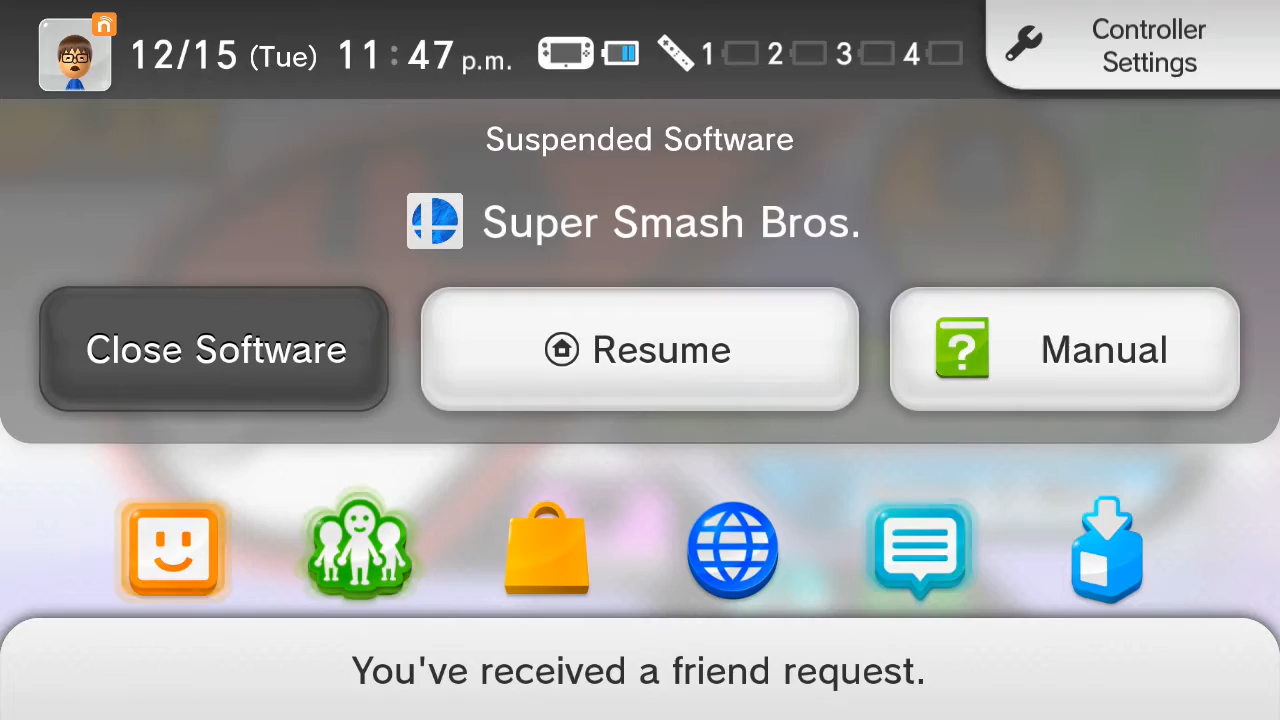 12/15 (Tue) 11:47 p.m.
1 2 3 4
Controller
Settings
Suspended Software
Super Smash Bros.
Close Software
Resume
Manual
You've received a friend request.